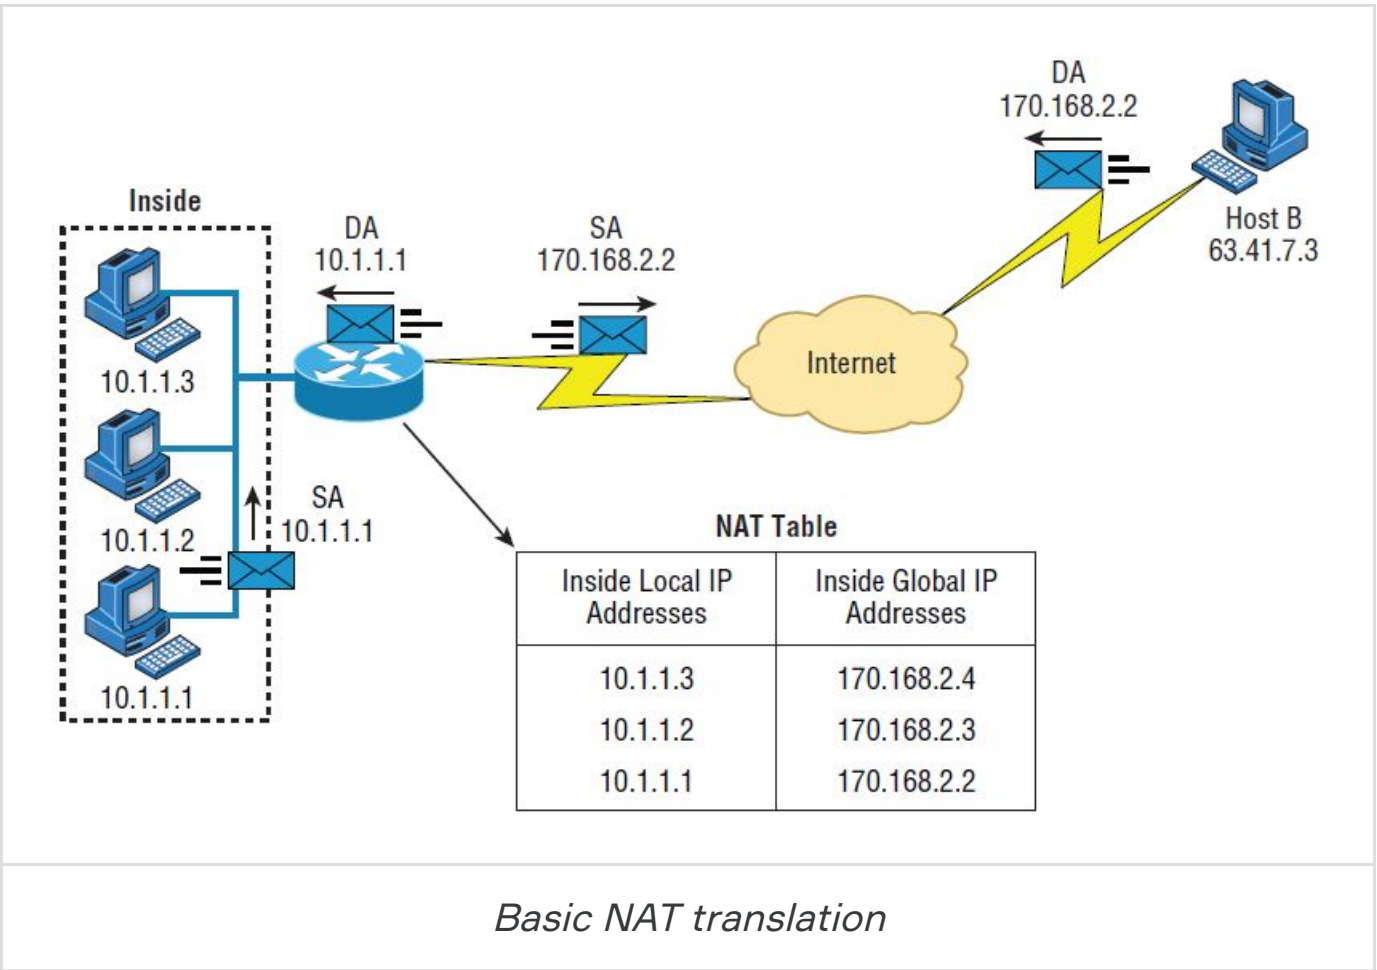 DA
170.168.2.2
Host B
63.41.7.3
Inside
DA
10.1.1.1
SA
170.168.2.2
Internet
10.1.1.3
10.1.1.2
SA
10.1.1.1
10.1.1.1
NAT Table
Inside Local IP
Addresses
Inside Global IP
Addresses
10.1.1.3 170.168.2.4
10.1.1.2 170.168.2.3
10.1.1.1 170.168.2.2
Basic NAT translation